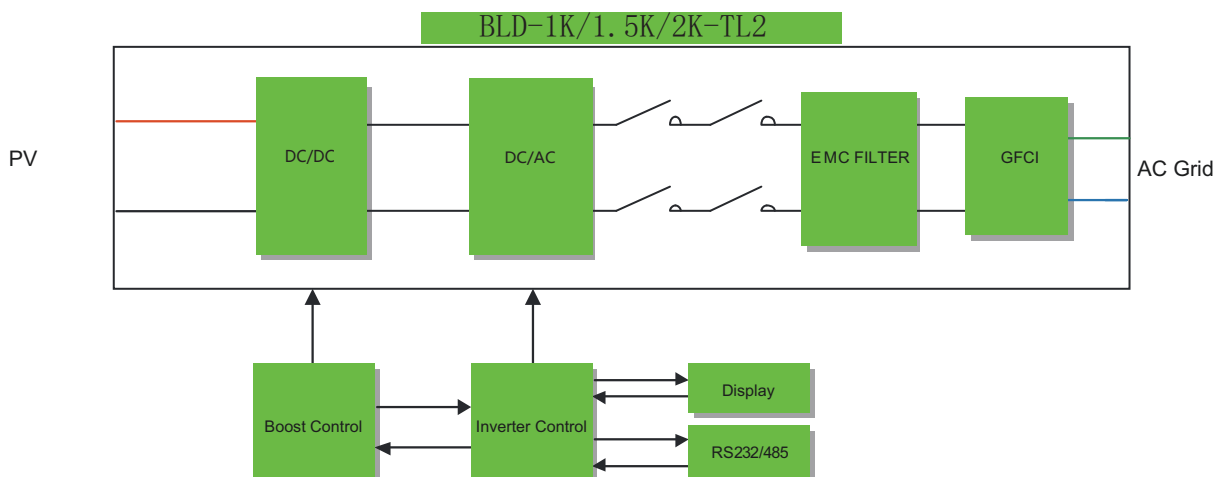 BLD-1K/1.5K/2K-TL2
PV
DC/DC
DC/AC
EMC FILTER
GFCI
AC Grid
Boost Control
Inverter Control
Display
RS232/485